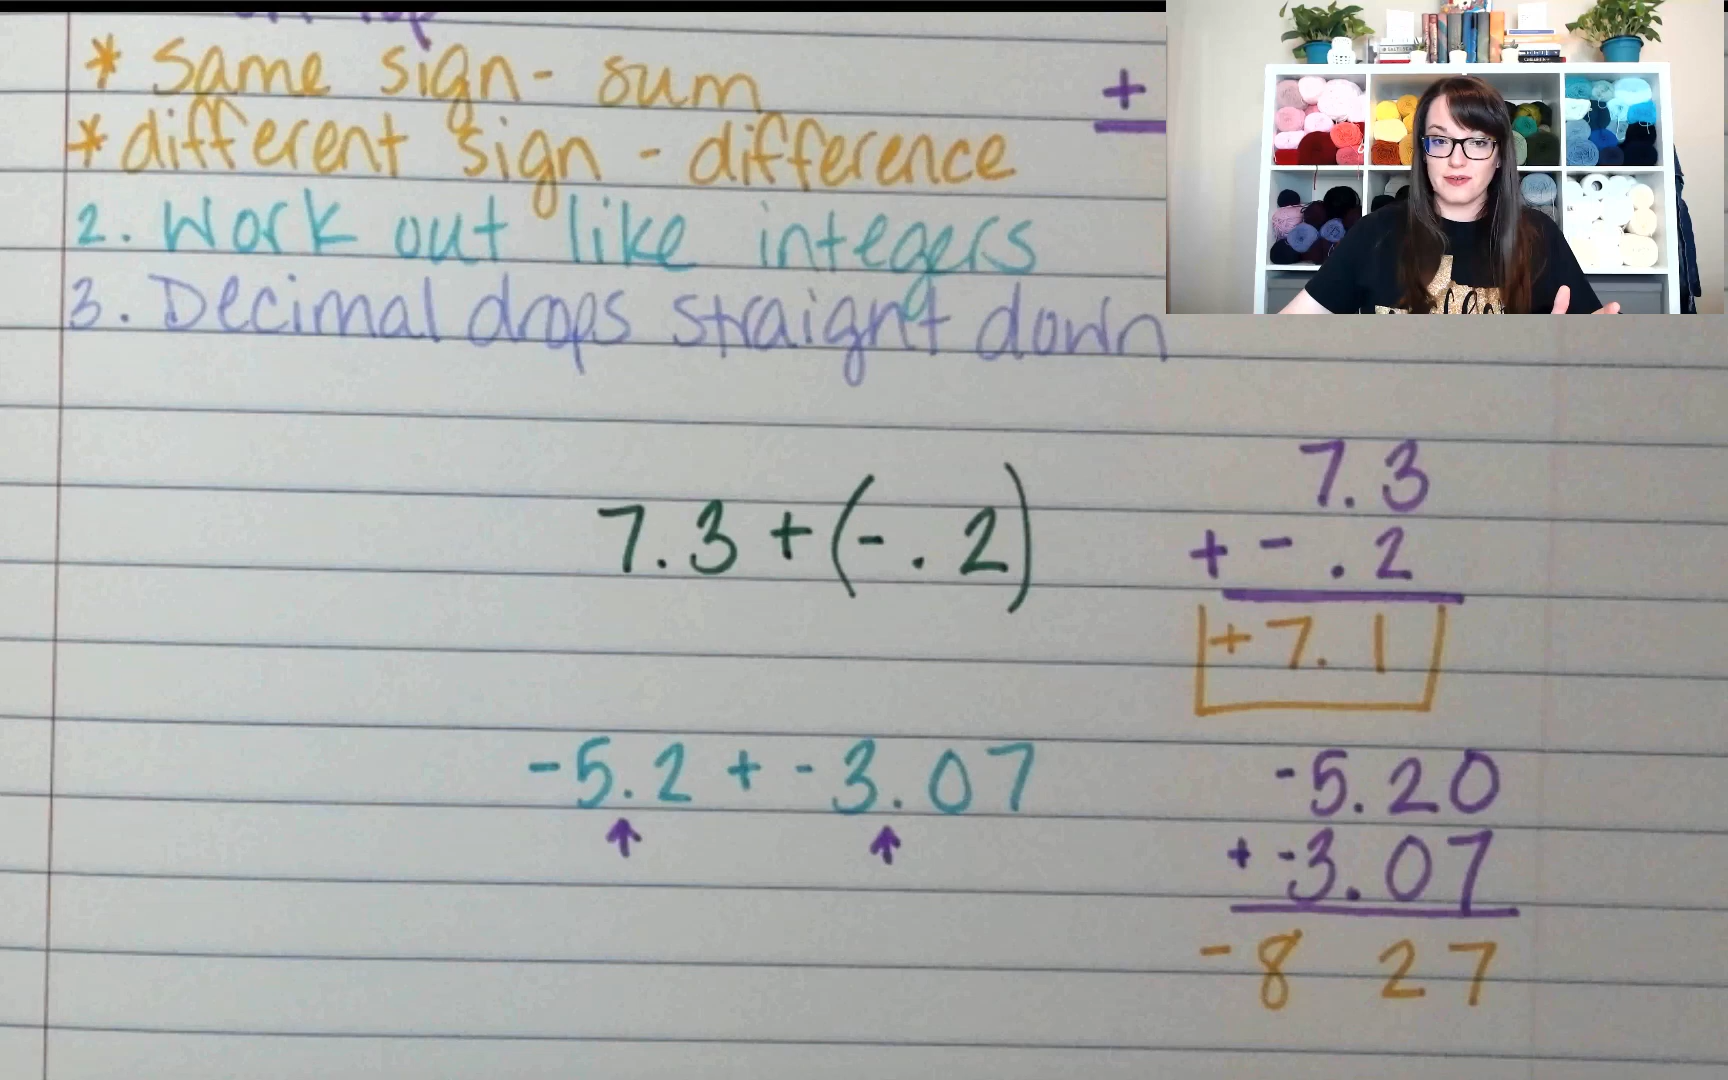 * Same sign - sum
+
* different sign - difference
2. Work out like integers
3. Decimal drops straight down
7.3 + (- .2)
7.3
+ - .2
+7.1
-5.2 + -3.07
-5.20
+ -3.07
-8 27